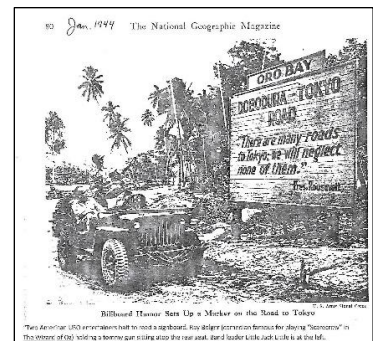 90 Jan. 1944 The National Geographic Magazine
ORO BAY
DOBODURA - TOKYO
ROAD
"There are many roads
to Tokyo; we will neglect
none of them."
Pres. Roosevelt
U. S. Army Signal Corps
Billboard Humor Sets Up a Marker on the Road to Tokyo
"Two American USO entertainers halt to read a signboard. Ray Bolger (comedian famous for playing "Scarecrow" in
The Wizard of Oz) holding a tommy gun sitting atop the rear seat. Band leader Little Jack Little is at the left.